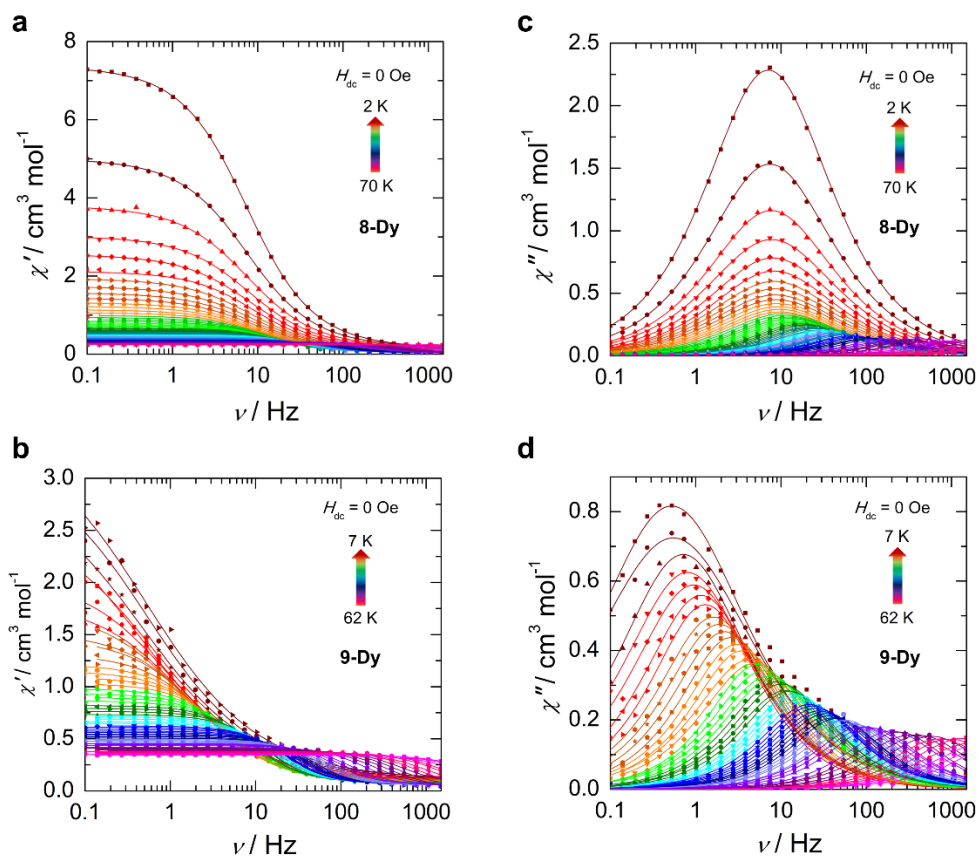 a
8
6
4
2
0
χ′ / cm³ mol⁻¹
H_dc = 0 Oe
2 K
70 K
8-Dy
0.1 1 10 100 1000
ν / Hz
c
2.5
2.0
1.5
1.0
0.5
0.0
χ″ / cm³ mol⁻¹
H_dc = 0 Oe
2 K
70 K
8-Dy
0.1 1 10 100 1000
ν / Hz
b
3.0
2.5
2.0
1.5
1.0
0.5
0.0
χ′ / cm³ mol⁻¹
H_dc = 0 Oe
7 K
62 K
9-Dy
0.1 1 10 100 1000
ν / Hz
d
0.8
0.6
0.4
0.2
0.0
χ″ / cm³ mol⁻¹
H_dc = 0 Oe
7 K
62 K
9-Dy
0.1 1 10 100 1000
ν / Hz